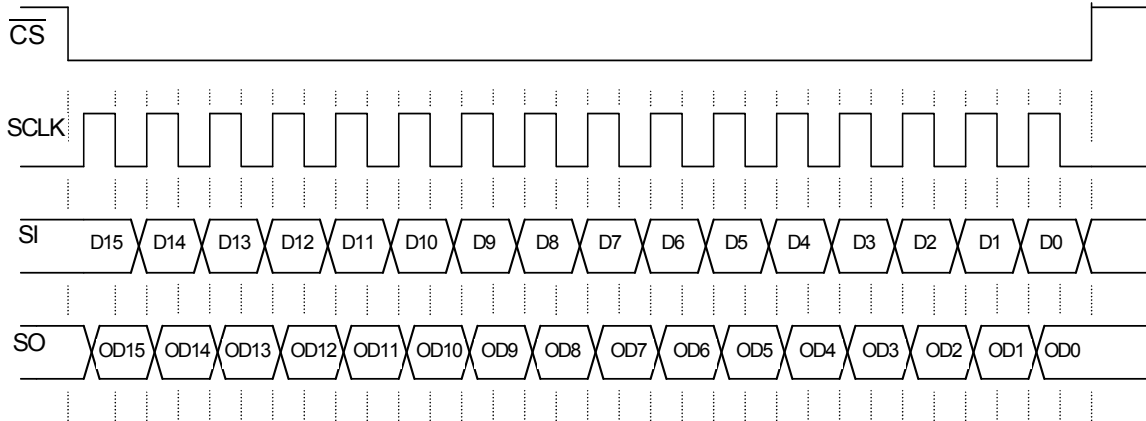 CS
SCLK
SI D15 D14 D13 D12 D11 D10 D9 D8 D7 D6 D5 D4 D3 D2 D1 D0
SO OD15 OD14 OD13 OD12 OD11 OD10 OD9 OD8 OD7 OD6 OD5 OD4 OD3 OD2 OD1 OD0